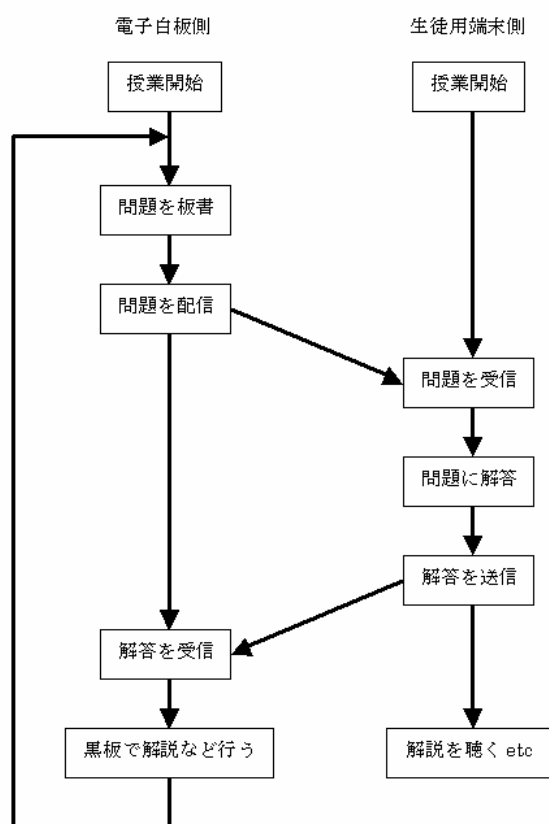 電子白板側
生徒用端末側
授業開始
授業開始
問題を板書
問題を配信
問題を受信
問題に解答
解答を送信
解答を受信
黒板で解説など行う
解説を聴く etc